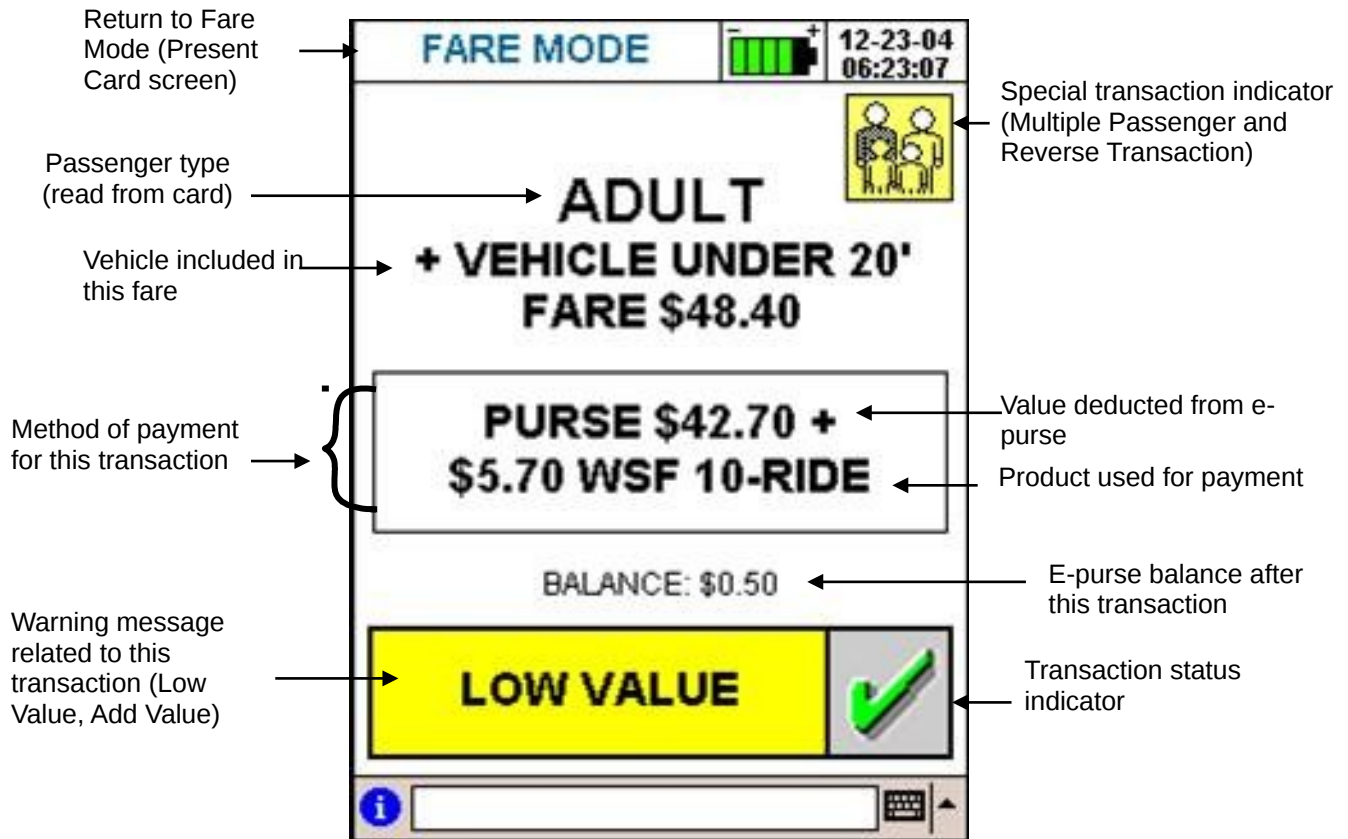 Return to Fare
Mode (Present
Card screen)
FARE MODE
- +
12-23-04
06:23:07
Special transaction indicator
(Multiple Passenger and
Reverse Transaction)
Passenger type
(read from card)
ADULT
Vehicle included in
this fare
+ VEHICLE UNDER 20'
FARE $48.40
Method of payment
for this transaction
PURSE $42.70 +
$5.70 WSF 10-RIDE
Value deducted from e-
purse
Product used for payment
BALANCE: $0.50
E-purse balance after
this transaction
Warning message
related to this
transaction (Low
Value, Add Value)
LOW VALUE
Transaction status
indicator
i